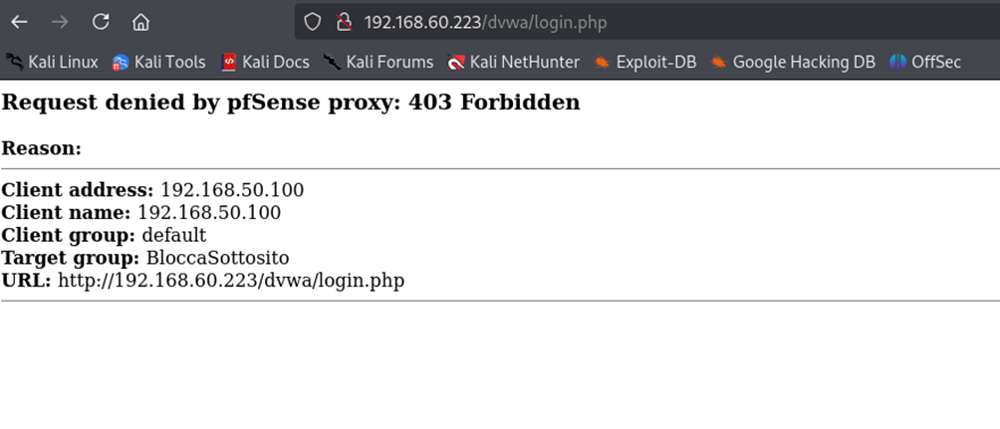 192.168.60.223/dvwa/login.php
Kali Linux Kali Tools Kali Docs Kali Forums Kali NetHunter Exploit-DB Google Hacking DB OffSec
Request denied by pfSense proxy: 403 Forbidden
Reason:
Client address: 192.168.50.100
Client name: 192.168.50.100
Client group: default
Target group: BloccaSottosito
URL: http://192.168.60.223/dvwa/login.php